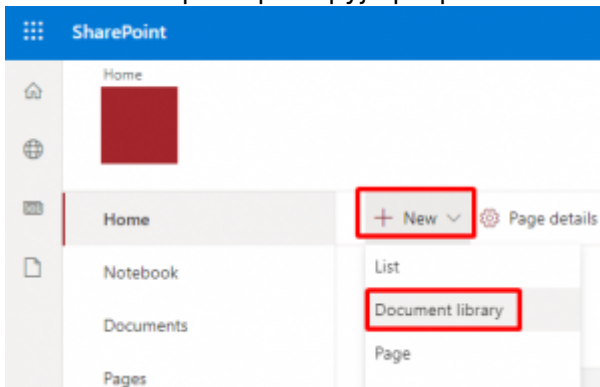 SharePoint
Home
Home
+ New
Page details
Notebook
List
Documents
Document library
Page
Pages